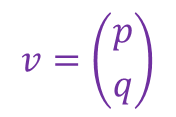 v = (p
q)